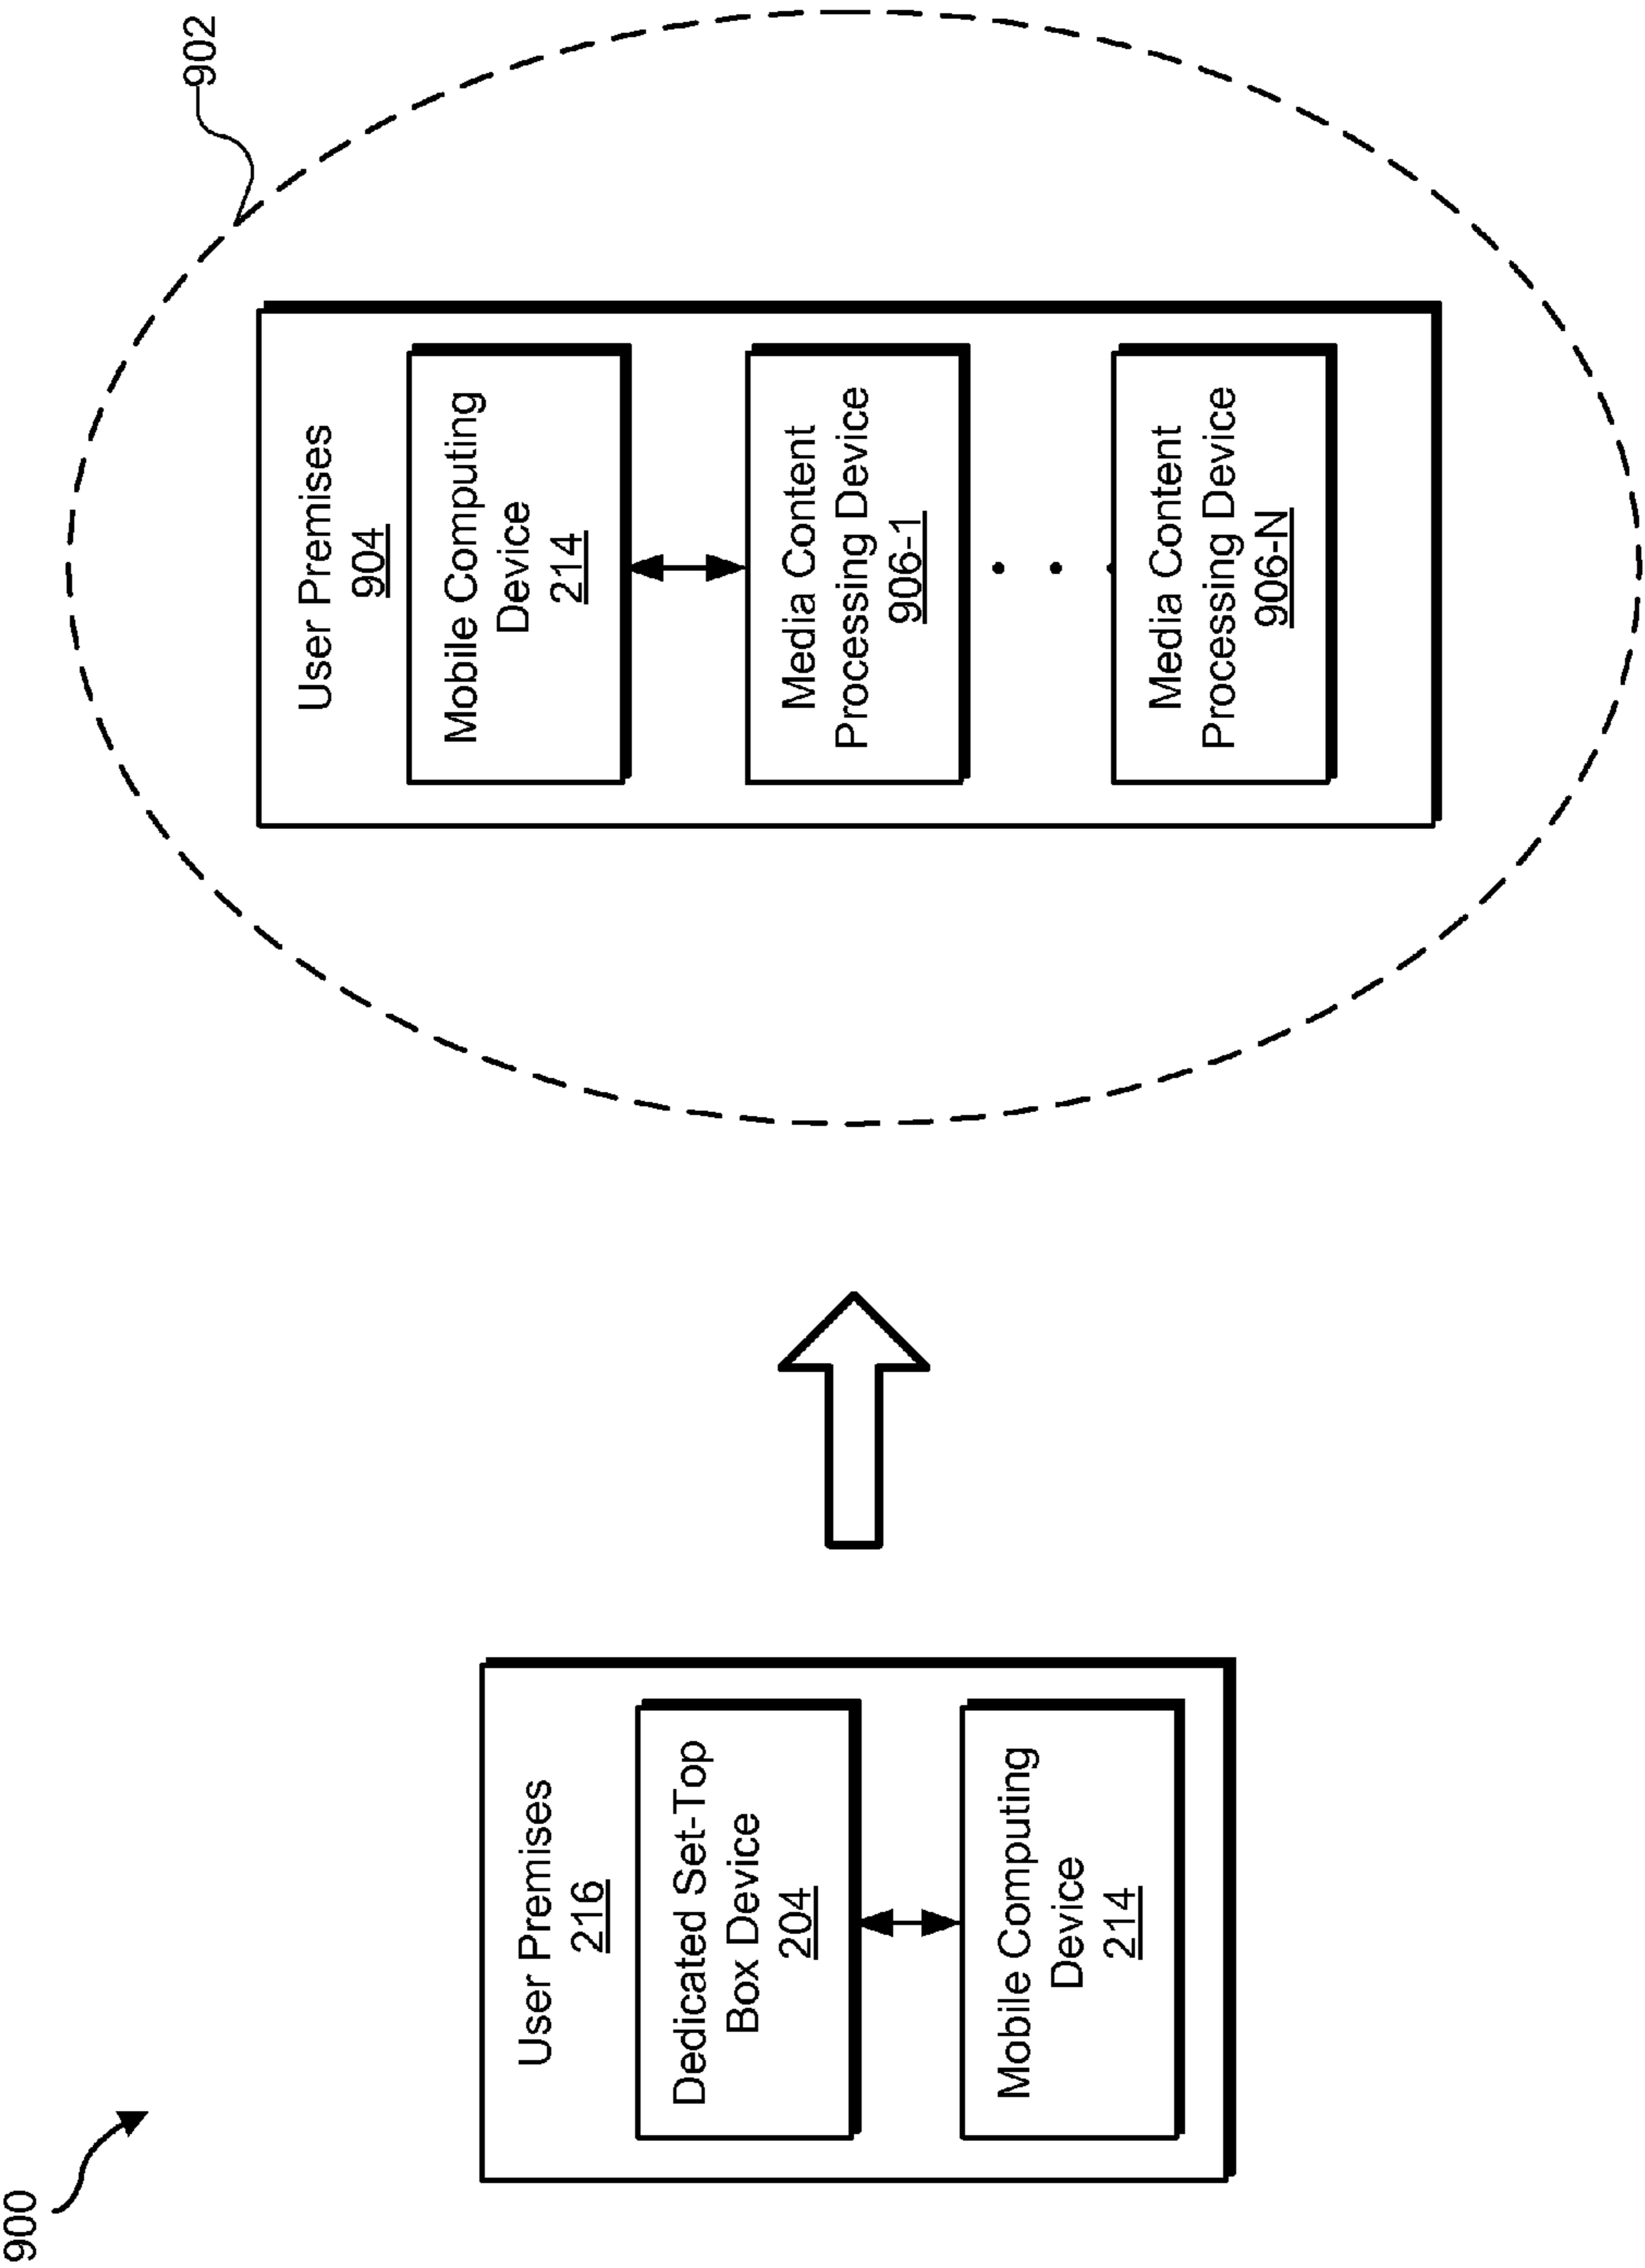 900
User Premises
216
Dedicated Set-Top
Box Device
204
Mobile Computing
Device
214
902
User Premises
904
Mobile Computing
Device
214
Media Content
Processing Device
906-1
Media Content
Processing Device
906-N